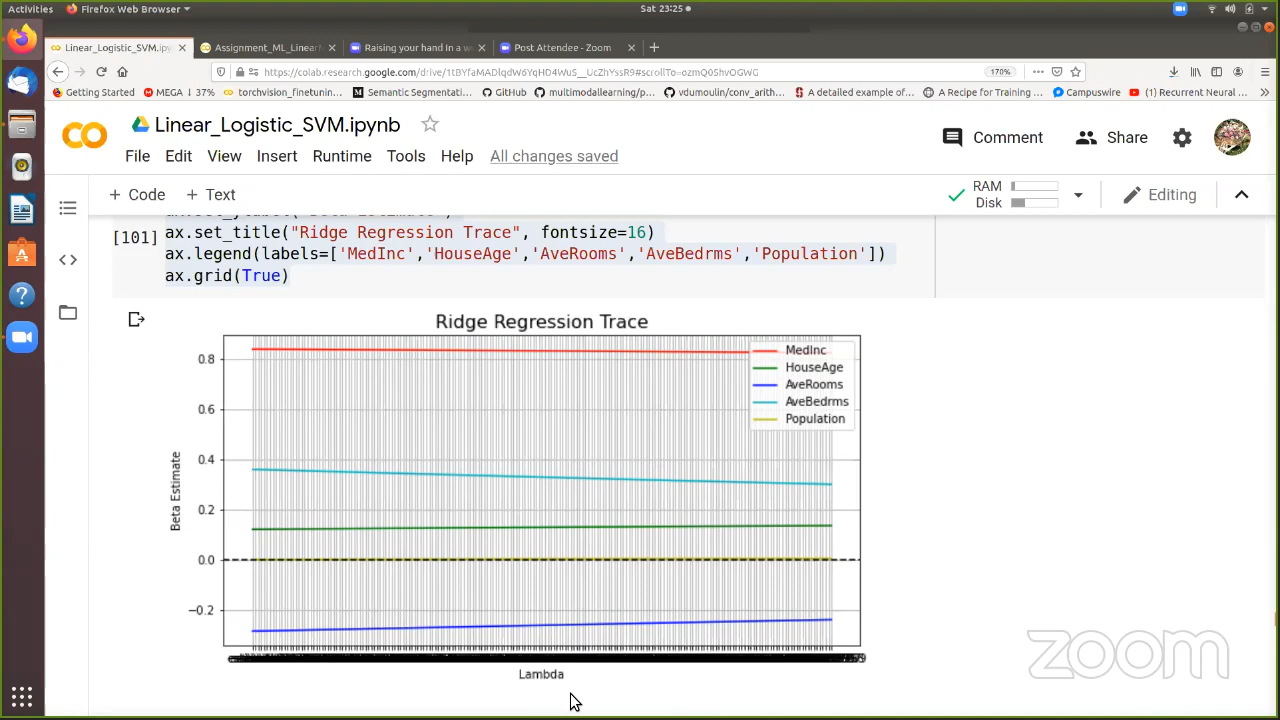 Activities Firefox Web Browser Sat 23:25
Linear_Logistic_SVM.ipyn Assignment_ML_Linear Raising your hand in a w Post Attendee - Zoom
https://colab.research.google.com/drive/1tBYfaMADlqdW6YqHD4WuS__UcZhYssR9#scrollTo=ozmQ0ShvOGWG 170%
Getting Started MEGA ↓ 37% torchvision_finetunin... Semantic Segmentati... GitHub multimodallearning/p... vdumoulin/conv_arith... A detailed example of... A Recipe for Training ... Campuswire (1) Recurrent Neural ...
Linear_Logistic_SVM.ipynb
Comment Share
File Edit View Insert Runtime Tools Help All changes saved
+ Code + Text
RAM
Disk
Editing
[101] ax.set_title("Ridge Regression Trace", fontsize=16)
ax.legend(labels=['MedInc','HouseAge','AveRooms','AveBedrms','Population'])
ax.grid(True)
Ridge Regression Trace
MedInc
HouseAge
AveRooms
AveBedrms
Population
0.8
0.6
0.4
0.2
0.0
−0.2
Beta Estimate
Lambda
zoom